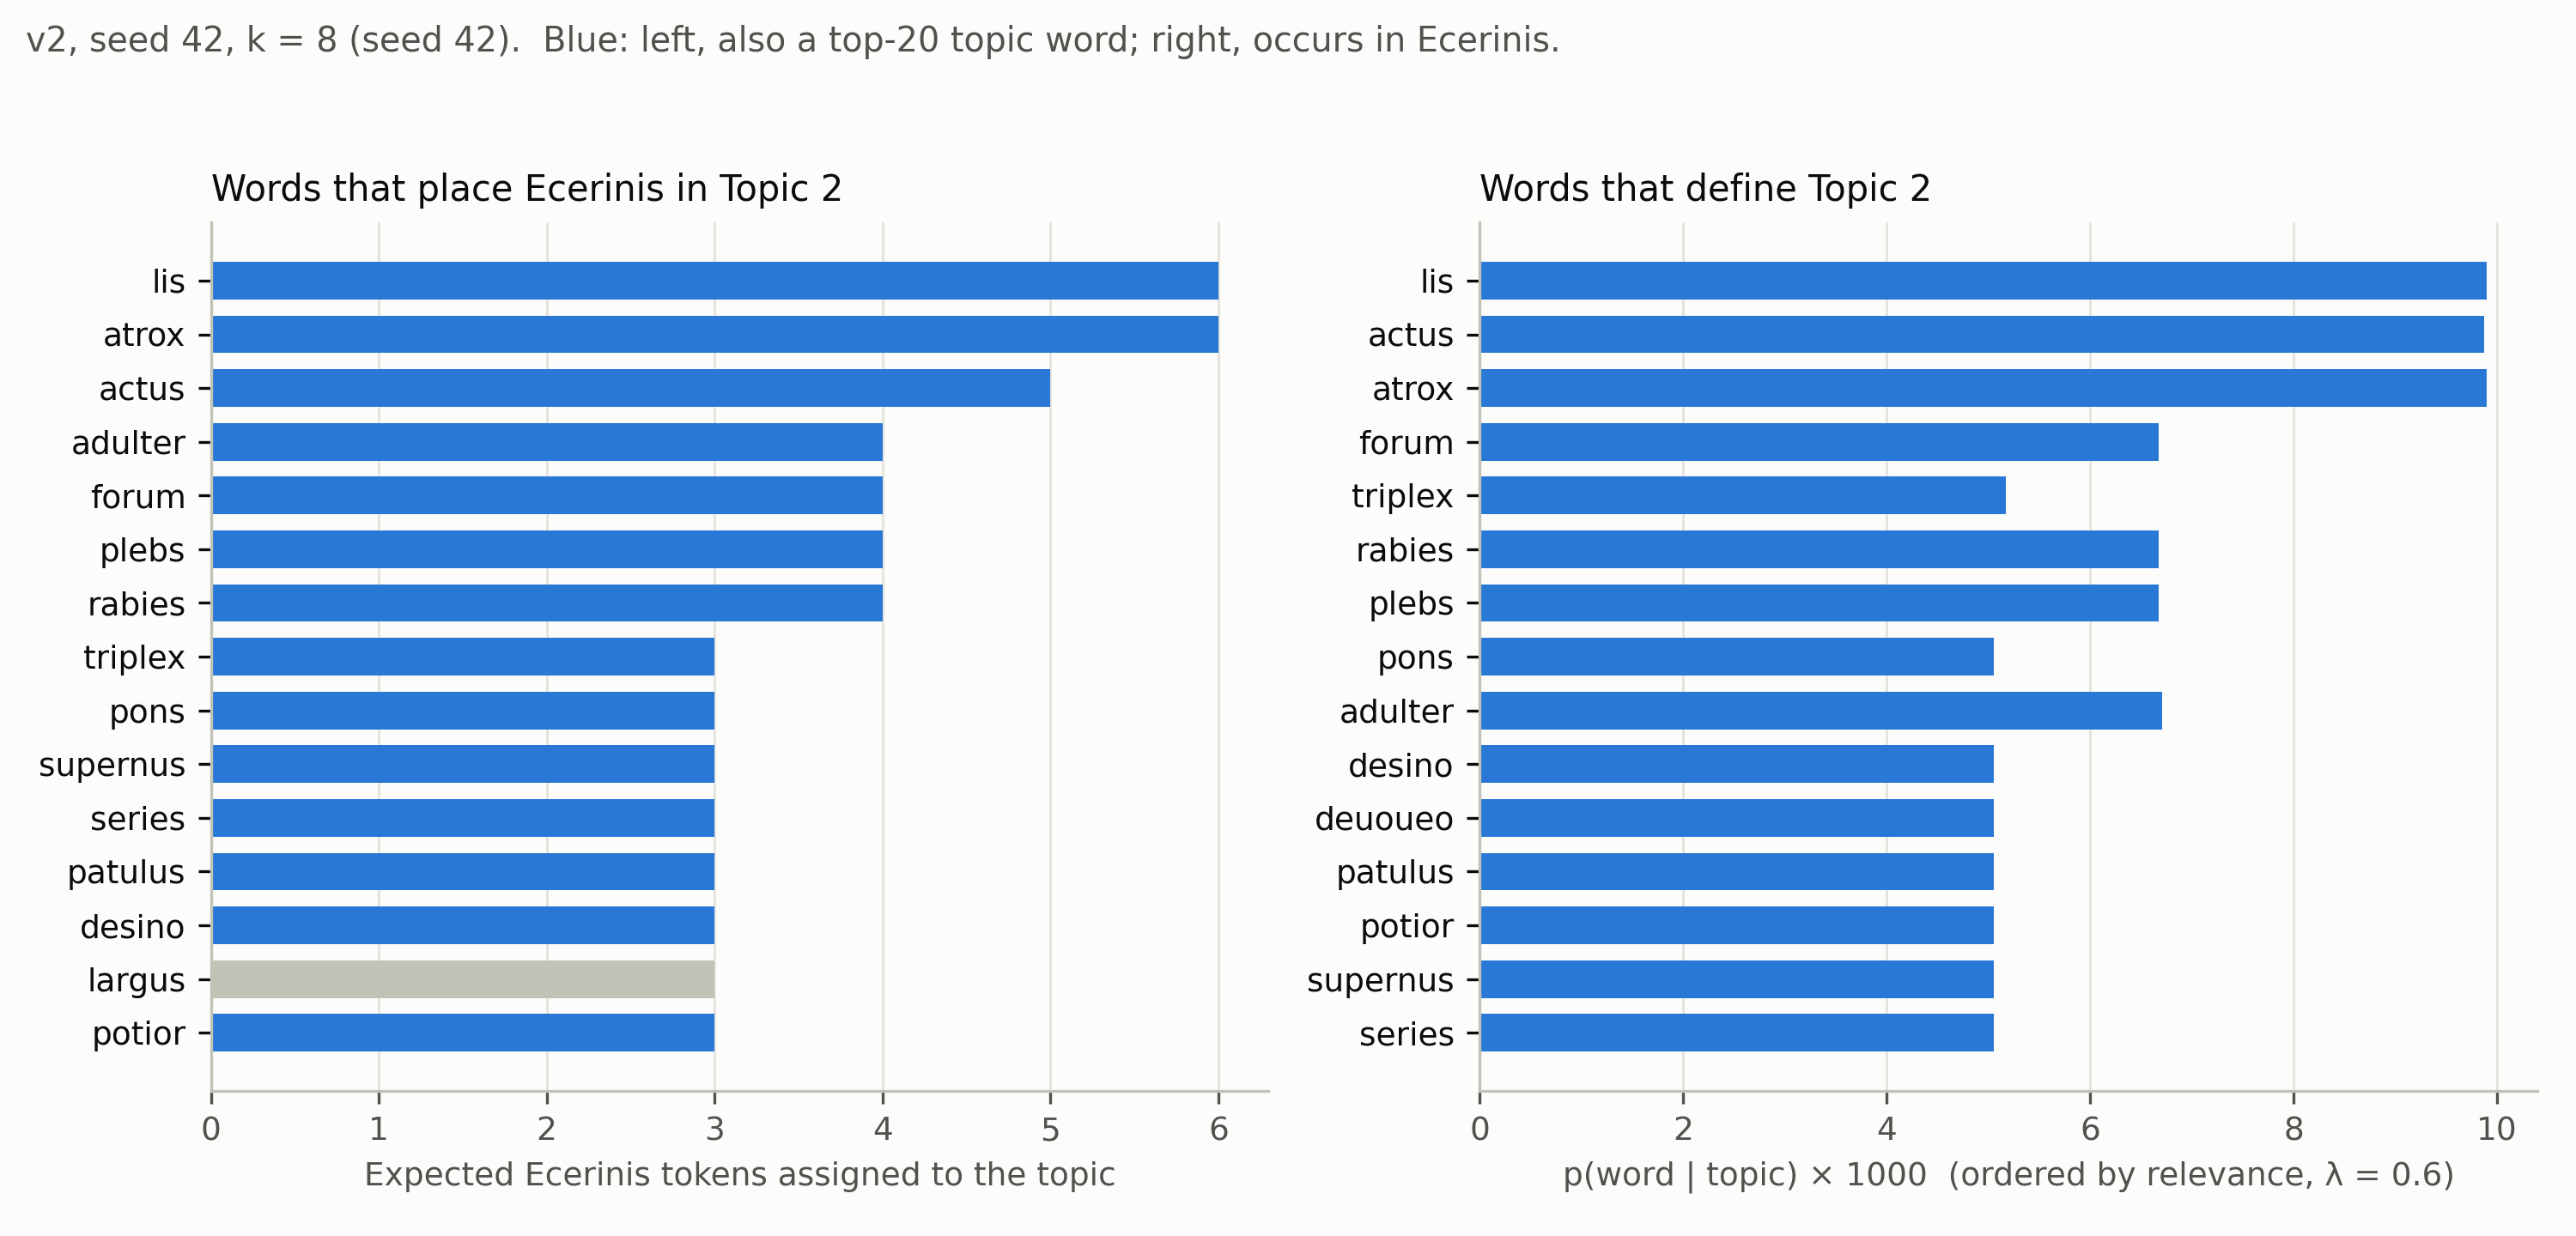 v2, seed 42, k = 8 (seed 42).  Blue: left, also a top-20 topic word; right, occurs in Ecerinis.
Words that place Ecerinis in Topic 2
lis
atrox
actus
adulter
forum
plebs
rabies
triplex
pons
supernus
series
patulus
desino
largus
potior
0 1 2 3 4 5 6
Expected Ecerinis tokens assigned to the topic
Words that define Topic 2
lis
actus
atrox
forum
triplex
rabies
plebs
pons
adulter
desino
deuoueo
patulus
potior
supernus
series
0 2 4 6 8 10
p(word | topic) × 1000  (ordered by relevance, λ = 0.6)